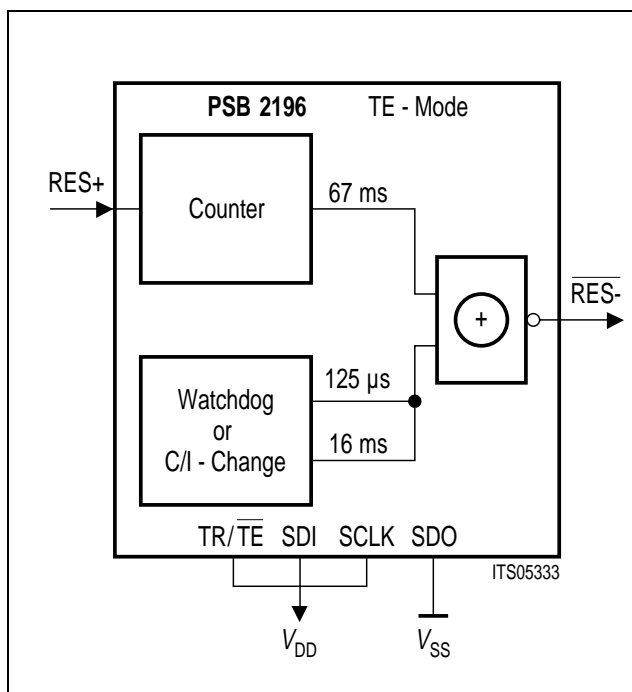 PSB 2196 TE - Mode
RES+
Counter
67 ms
RES-
Watchdog
or
C/I - Change
125 µs
16 ms
TR/TE SDI SCLK SDO
ITS05333
VDD
VSS